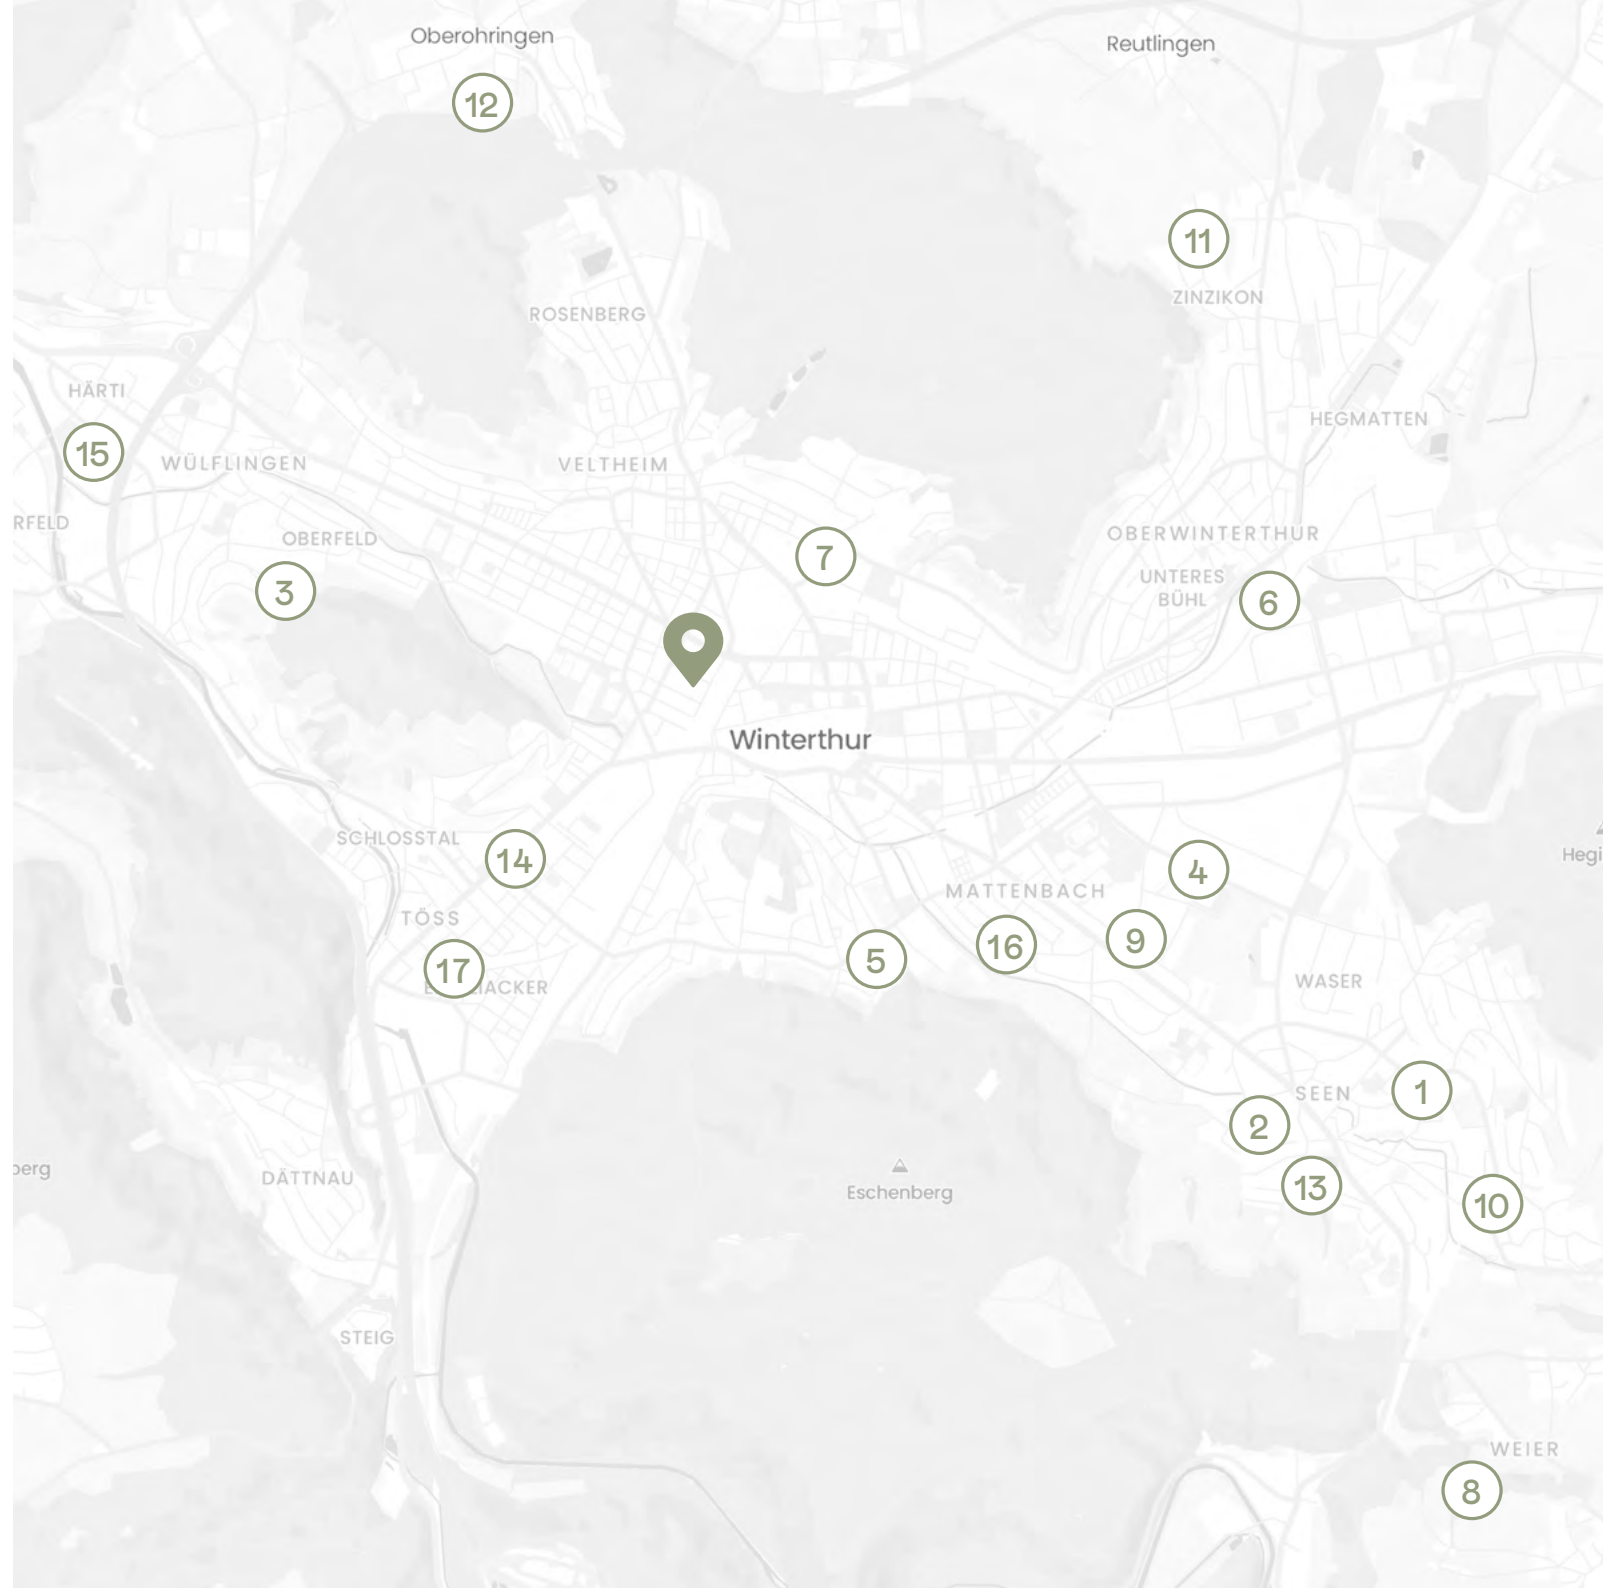 Oberohringen
Reutlingen
12
11
ZINZIKON
ROSENBERG
HÄRTI
HEGMATTEN
15
WÜLFLINGEN
VELTHEIM
RFELD
OBERFELD
OBERWINTERTHUR
7
UNTERES
BÜHL
3
6
Winterthur
SCHLOSSTAL
14
Hegi
4
MATTENBACH
TÖSS
9
16
5
17
ACKER
WASER
1
SEEN
2
berg
DÄTTNAU
13
Eschenberg
10
STEIG
WEIER
8